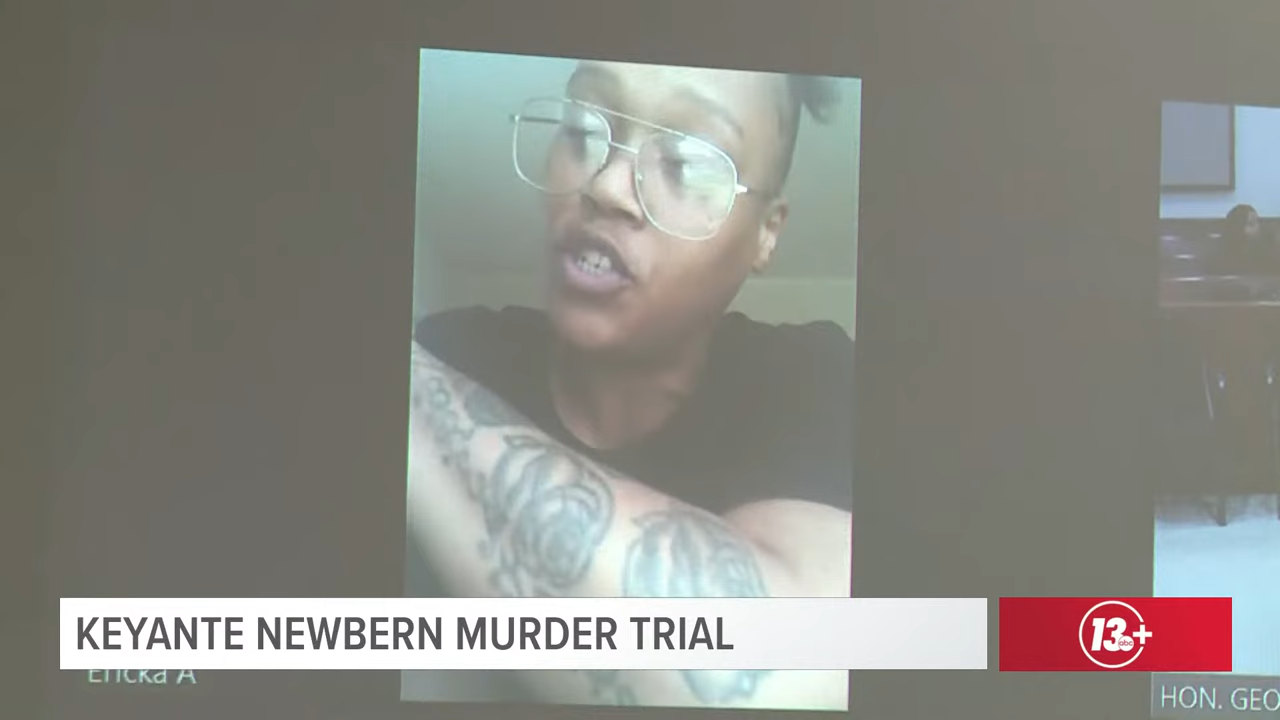 KEYANTE NEWBERN MURDER TRIAL
13 abc +
Ericka A
HON. GEO